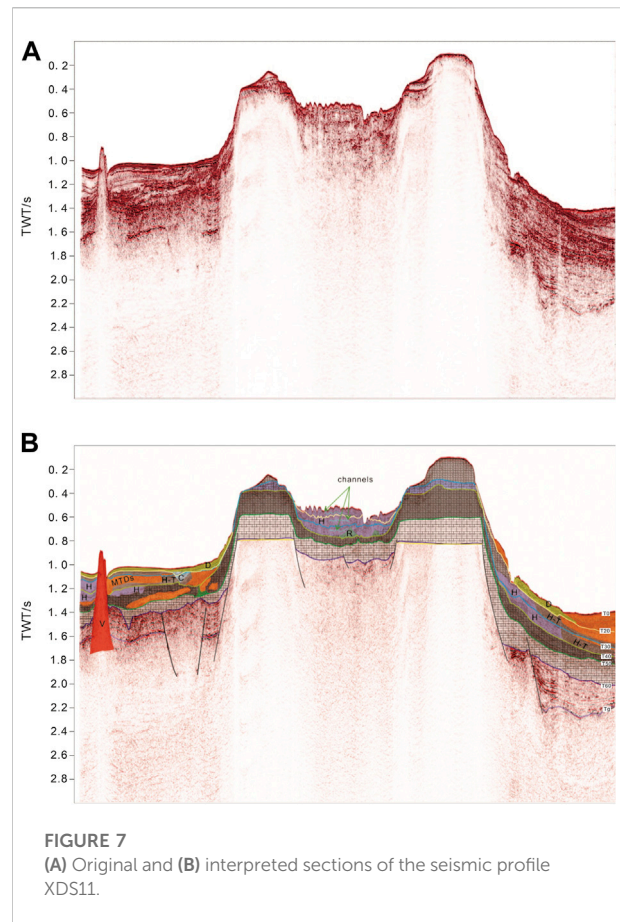 A
0. 2
0. 4
0. 6
0. 8
1. 0
1. 2
1. 4
1. 6
1. 8
2. 0
2. 2
2. 4
2. 6
2. 8
TWT/s
B
0. 2
0. 4
0. 6
0. 8
1. 0
1. 2
1. 4
1. 6
1. 8
2. 0
2. 2
2. 4
2. 6
2. 8
TWT/s
channels
H
R
D
MTDs
H-T
C
H
H
H
V
D
H
H-T
H
H-T
T0
T20
T30
T40
T50
T60
Tg
FIGURE 7
(A) Original and (B) interpreted sections of the seismic profile
XDS11.